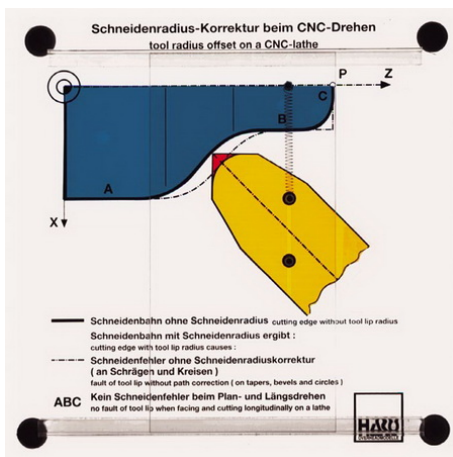 Schneidenradius-Korrektur beim CNC-Drehen
tool radius offset on a CNC-lathe
P
Z
C
B
A
X
Schneidenbahn ohne Schneidenradius cutting edge without tool lip radius
Schneidenbahn mit Schneidenradius ergibt :
cutting edge with tool lip radius causes :
Schneidenfehler ohne Schneidenradiuskorrektur
( an Schrägen und Kreisen )
fault of tool lip without path correction ( on tapers, bevels and circles )
ABC Kein Schneidenfehler beim Plan- und Längsdrehen
no fault of tool lip when facing and cutting longitudinally on a lathe